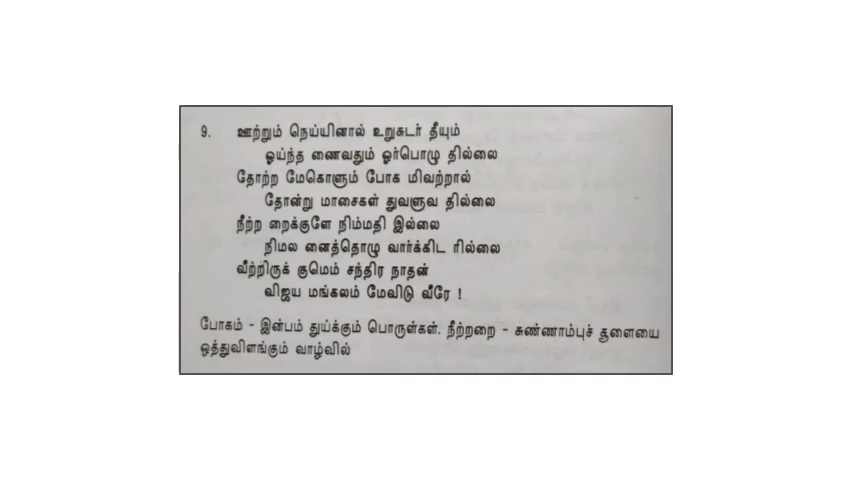 9. ஊற்றும் நெய்யினால் உறுசுடர் தீயும்
ஓய்ந்த ணைவதும் ஓர்பொழு தில்லை
தோற்ற மேகொளும் போக மிவற்றால்
தோன்று மாசைகள் துவளுவ தில்லை
நீற்ற றைக்குளே நிம்மதி இல்லை
நிமல னைத்தொழு வார்க்கிட ரில்லை
வீற்றிருக் குமெம் சந்திர நாதன்
விஜய மங்கலம் மேவிடு வீரே !
போகம் - இன்பம் துய்க்கும் பொருள்கள். நீற்றறை - சுண்ணாம்புச் சூளையை
ஒத்துவிளங்கும் வாழ்வில்